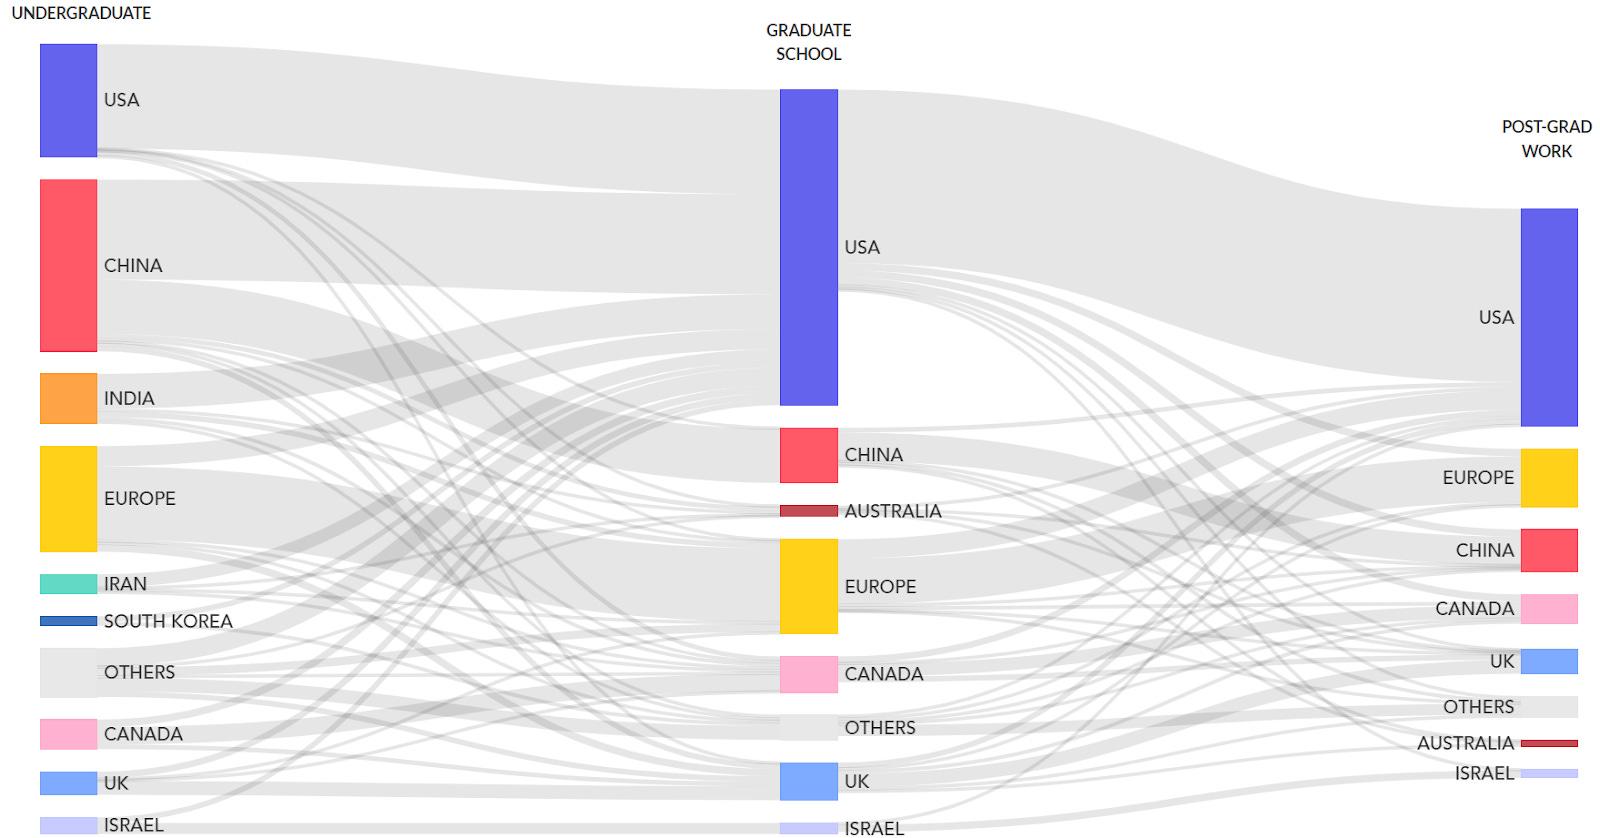 UNDERGRADUATE
USA
CHINA
INDIA
EUROPE
IRAN
SOUTH KOREA
OTHERS
CANADA
UK
ISRAEL
GRADUATE
SCHOOL
USA
CHINA
AUSTRALIA
EUROPE
CANADA
OTHERS
UK
ISRAEL
POST-GRAD
WORK
USA
EUROPE
CHINA
CANADA
UK
OTHERS
AUSTRALIA
ISRAEL